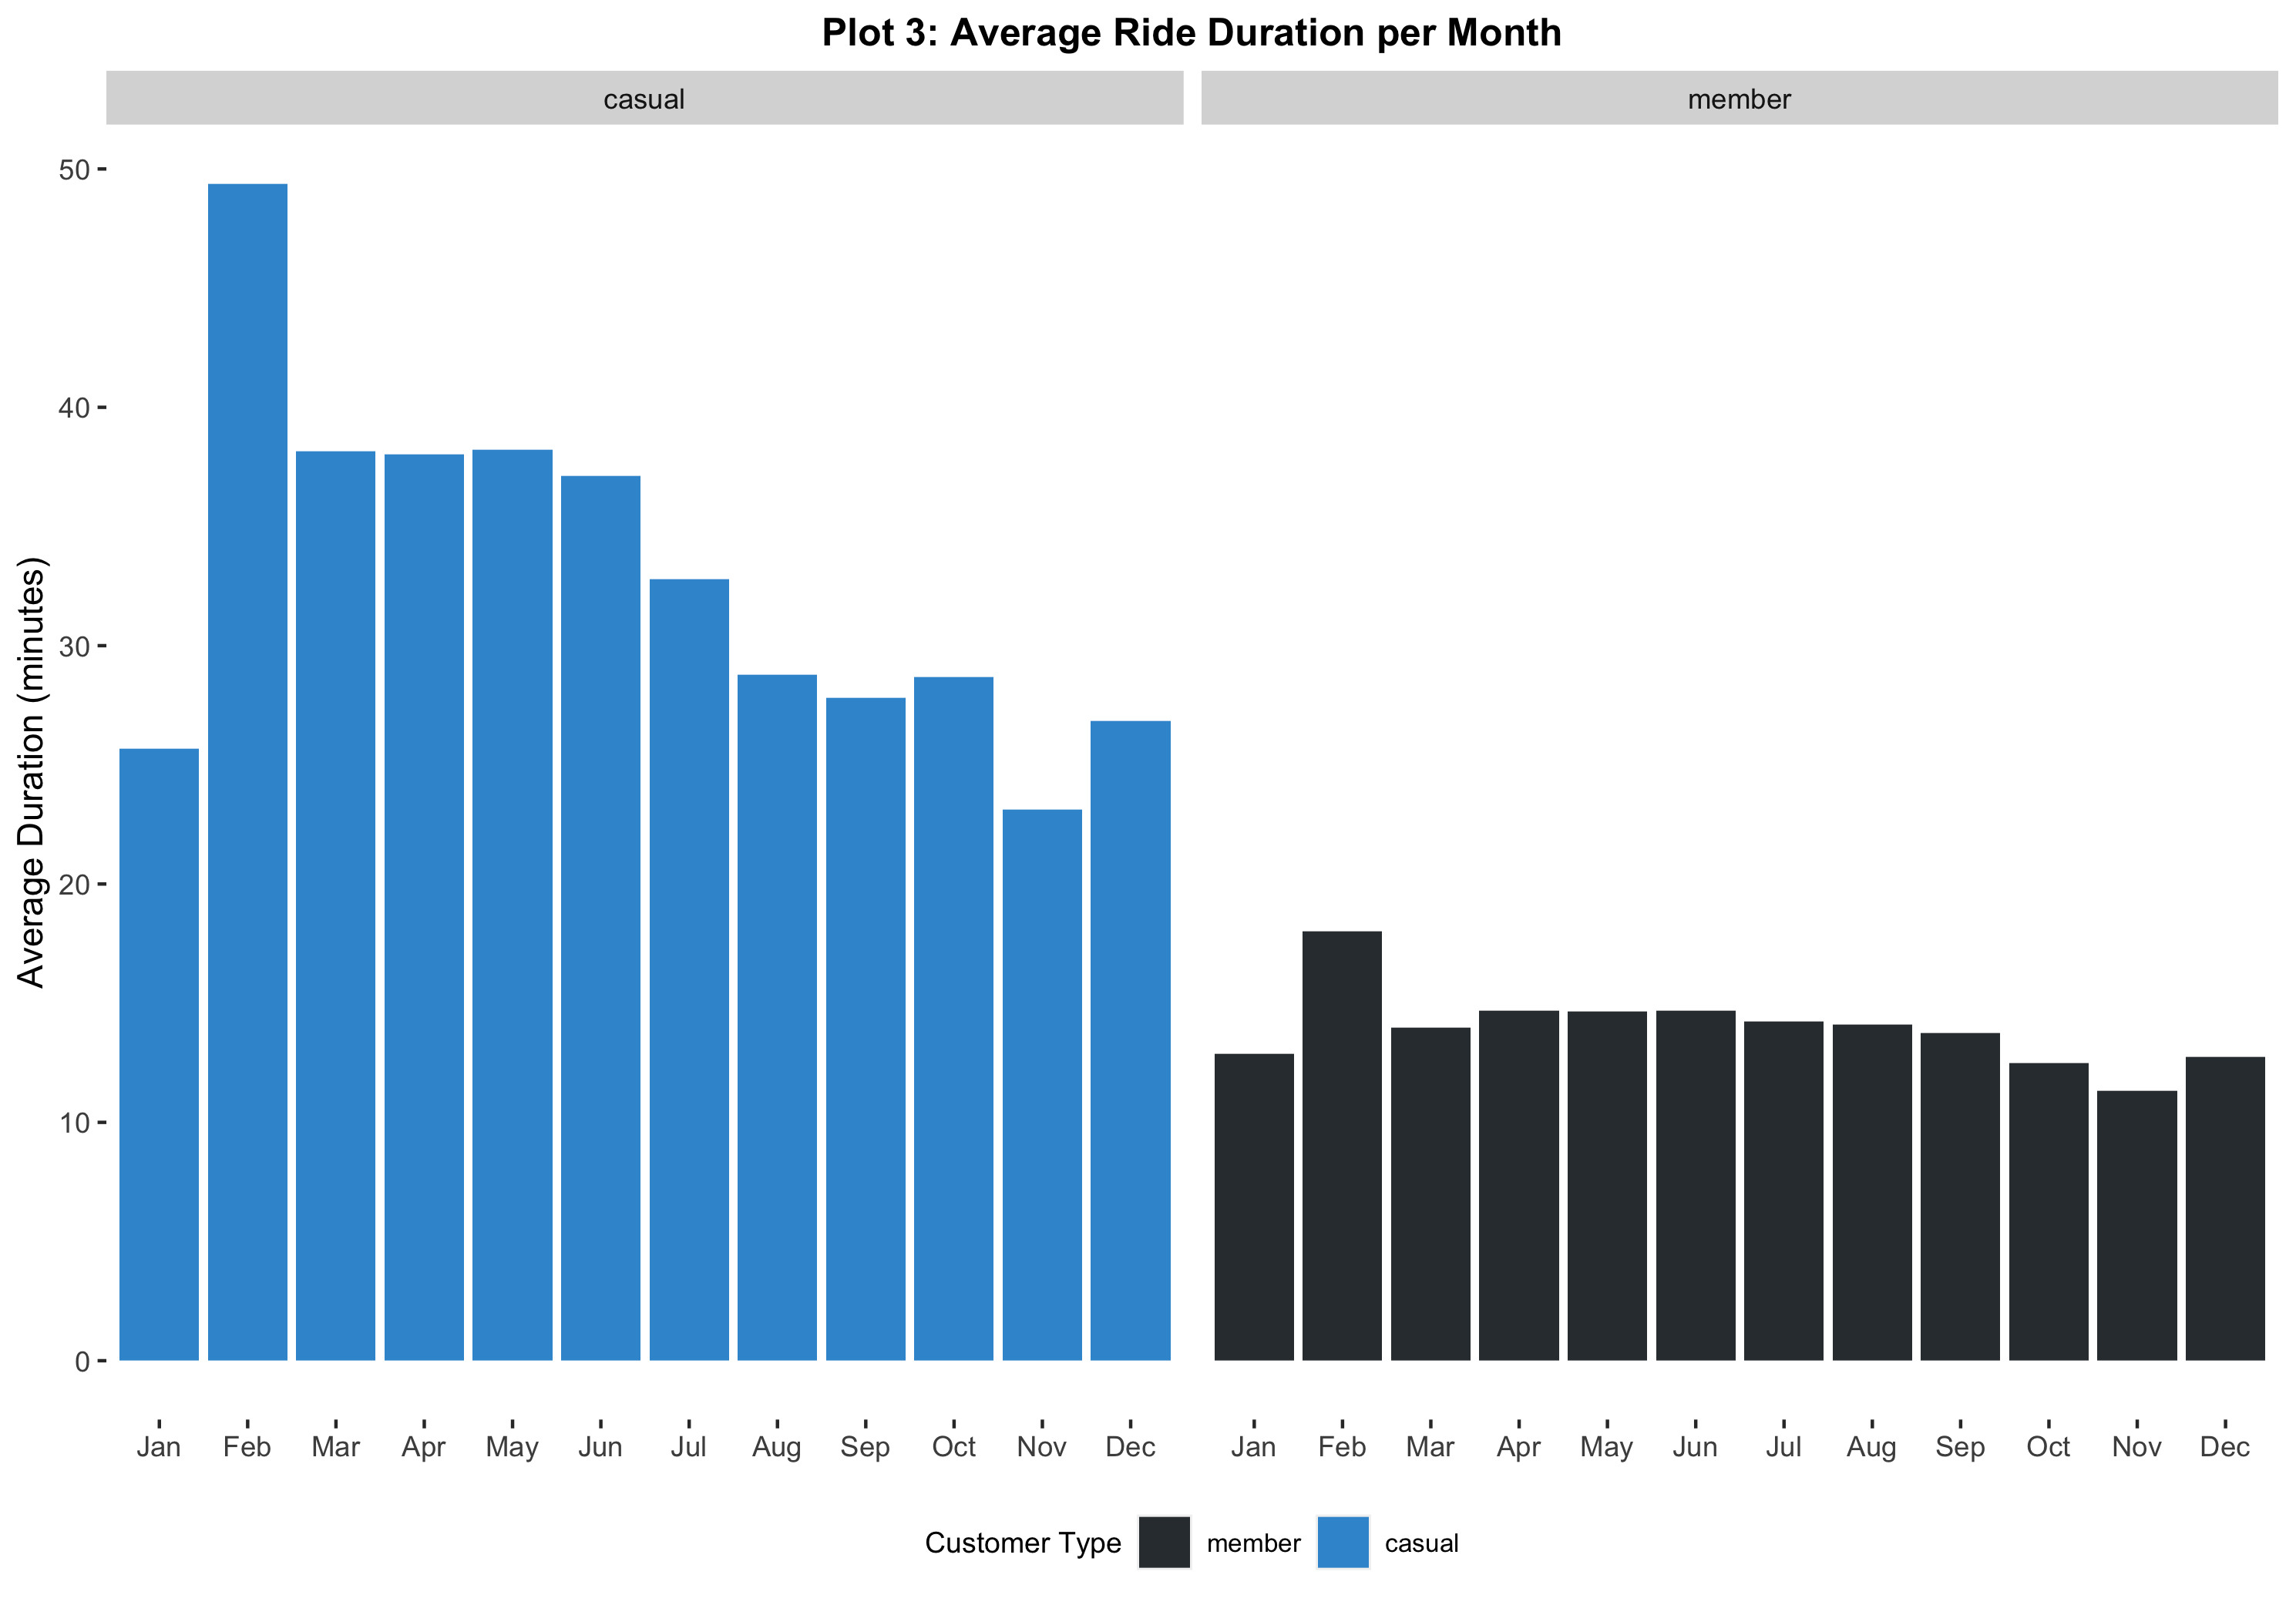 Plot 3: Average Ride Duration per Month
casual member
Average Duration (minutes)
50
40
30
20
10
0
Jan Feb Mar Apr May Jun Jul Aug Sep Oct Nov Dec Jan Feb Mar Apr May Jun Jul Aug Sep Oct Nov Dec
Customer Type member casual